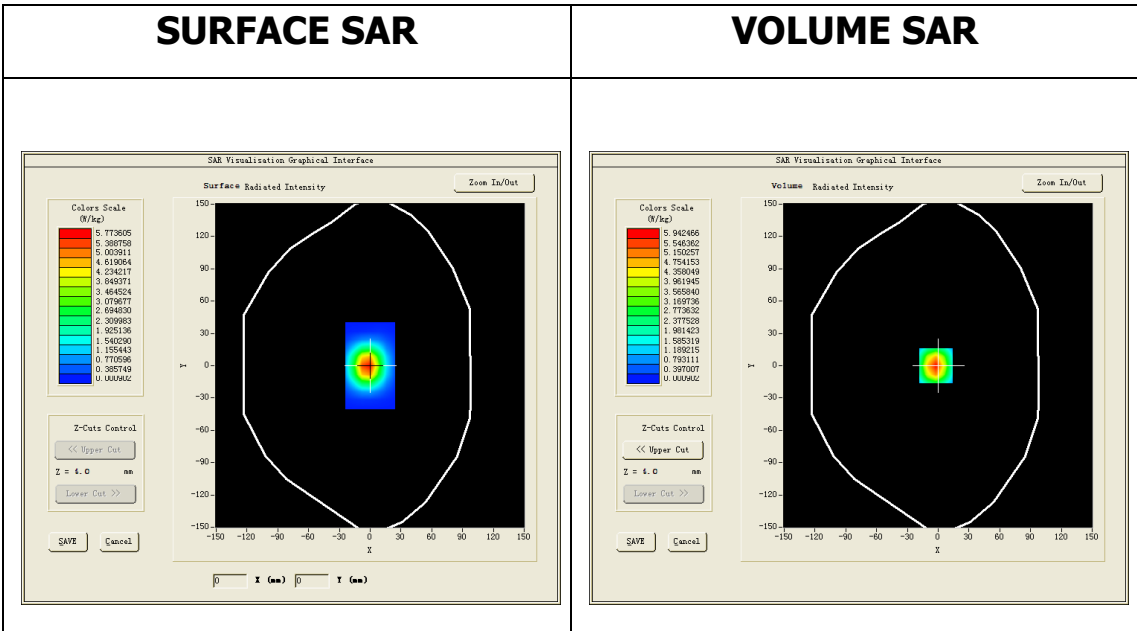 SURFACE SAR
VOLUME SAR
SAR Visualisation Graphical Interface
Surface Radiated Intensity
Zoom In/Out
Colors Scale
(W/kg)
5.773605
5.388758
5.003911
4.619064
4.234217
3.849371
3.464524
3.079677
2.694830
2.309983
1.925136
1.540290
1.155443
0.770596
0.385749
0.000902
Z-Cuts Control
<< Upper Cut
Z = 4.0 mm
Lower Cut >>
SAVE Cancel
150
120
90
60
30
0
-30
-60
-90
-120
-150
Y
-150 -120 -90 -60 -30 0 30 60 90 120 150
X
0 X (mm) 0 Y (mm)
SAR Visualisation Graphical Interface
Volume Radiated Intensity
Zoom In/Out
Colors Scale
(W/kg)
5.942466
5.546362
5.150257
4.754153
4.358049
3.961945
3.565840
3.169736
2.773632
2.377528
1.981423
1.585319
1.189215
0.793111
0.397007
0.000902
Z-Cuts Control
<< Upper Cut
Z = 4.0 mm
Lower Cut >>
SAVE Cancel
150
120
90
60
30
0
-30
-60
-90
-120
-150
Y
-150 -120 -90 -60 -30 0 30 60 90 120 150
X